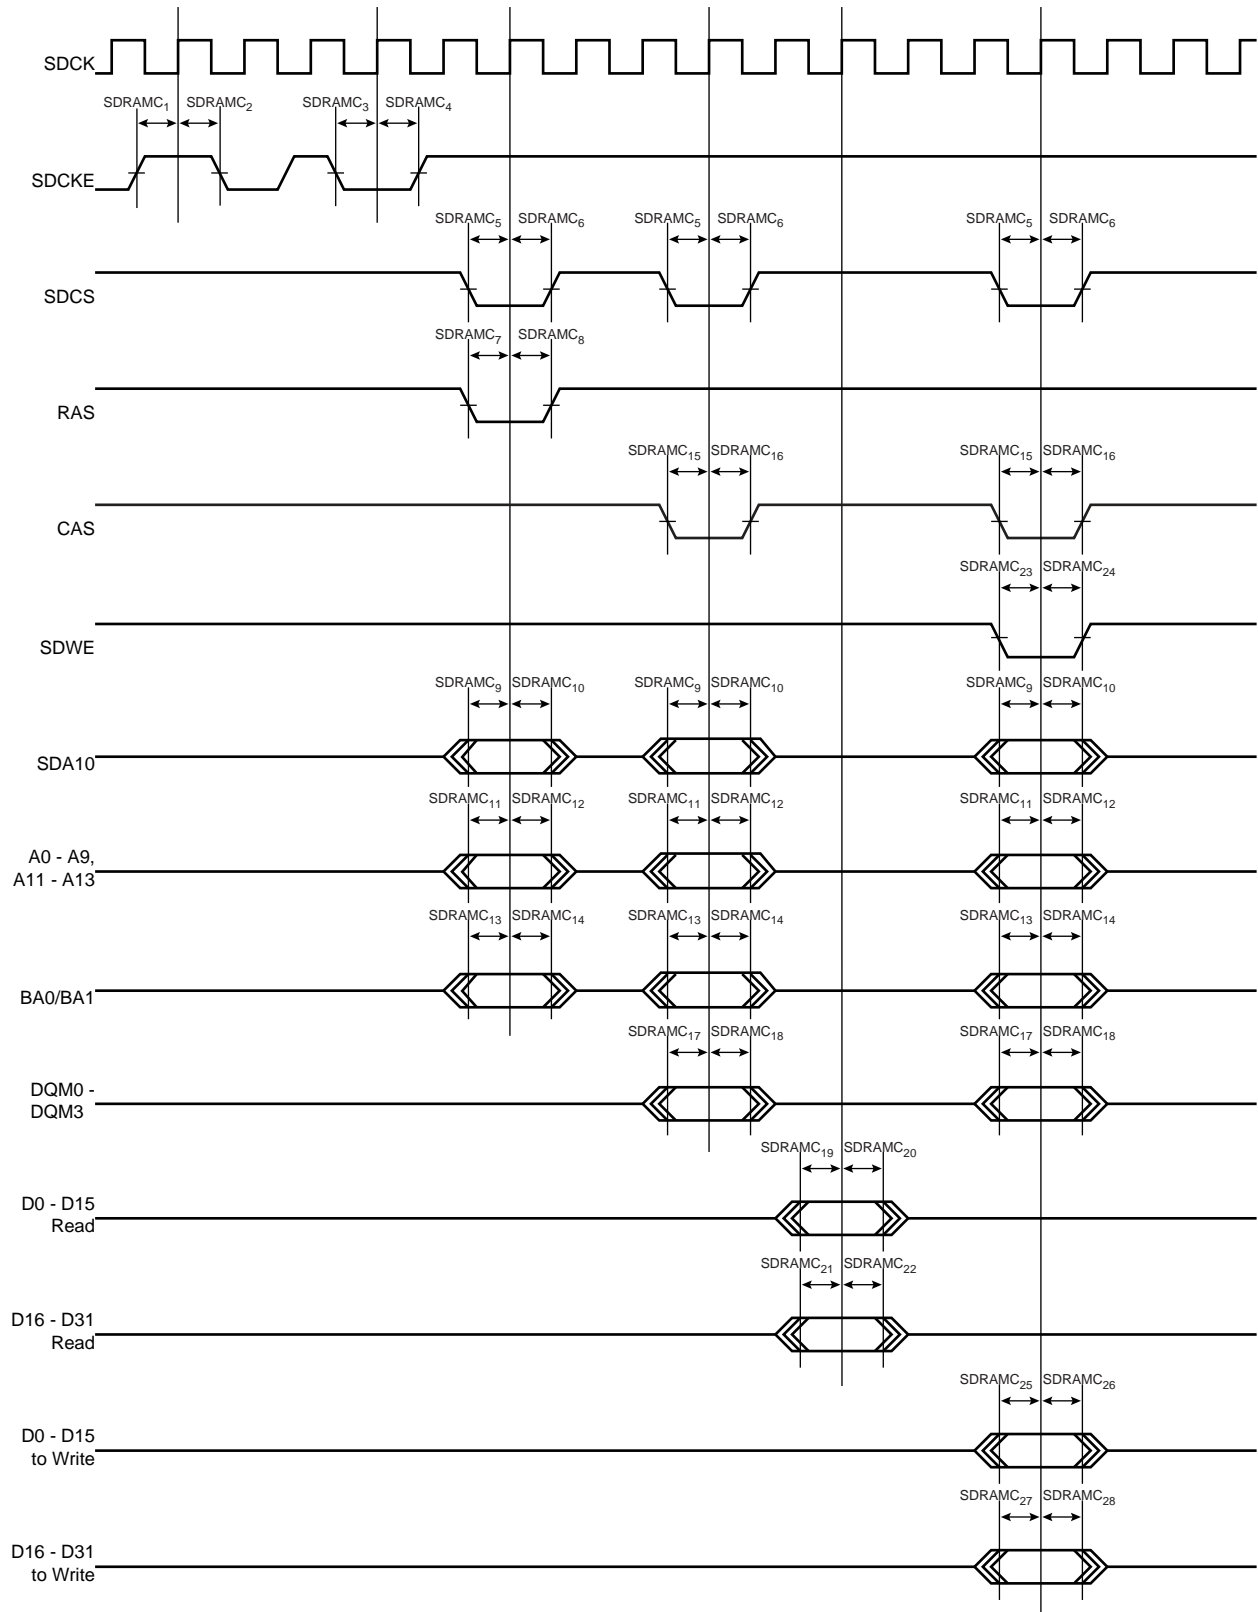 SDCK
SDRAMC1 SDRAMC2 SDRAMC3 SDRAMC4
SDCKE
SDRAMC5 SDRAMC6 SDRAMC5 SDRAMC6 SDRAMC5 SDRAMC6
SDCS
SDRAMC7 SDRAMC8
RAS
SDRAMC15 SDRAMC16 SDRAMC15 SDRAMC16
CAS
SDRAMC23 SDRAMC24
SDWE
SDRAMC9 SDRAMC10 SDRAMC9 SDRAMC10 SDRAMC9 SDRAMC10
SDA10
SDRAMC11 SDRAMC12 SDRAMC11 SDRAMC12 SDRAMC11 SDRAMC12
A0 - A9,
A11 - A13
SDRAMC13 SDRAMC14 SDRAMC13 SDRAMC14 SDRAMC13 SDRAMC14
BA0/BA1
SDRAMC17 SDRAMC18 SDRAMC17 SDRAMC18
DQM0 -
DQM3
SDRAMC19 SDRAMC20
D0 - D15
Read
SDRAMC21 SDRAMC22
D16 - D31
Read
SDRAMC25 SDRAMC26
D0 - D15
to Write
SDRAMC27 SDRAMC28
D16 - D31
to Write